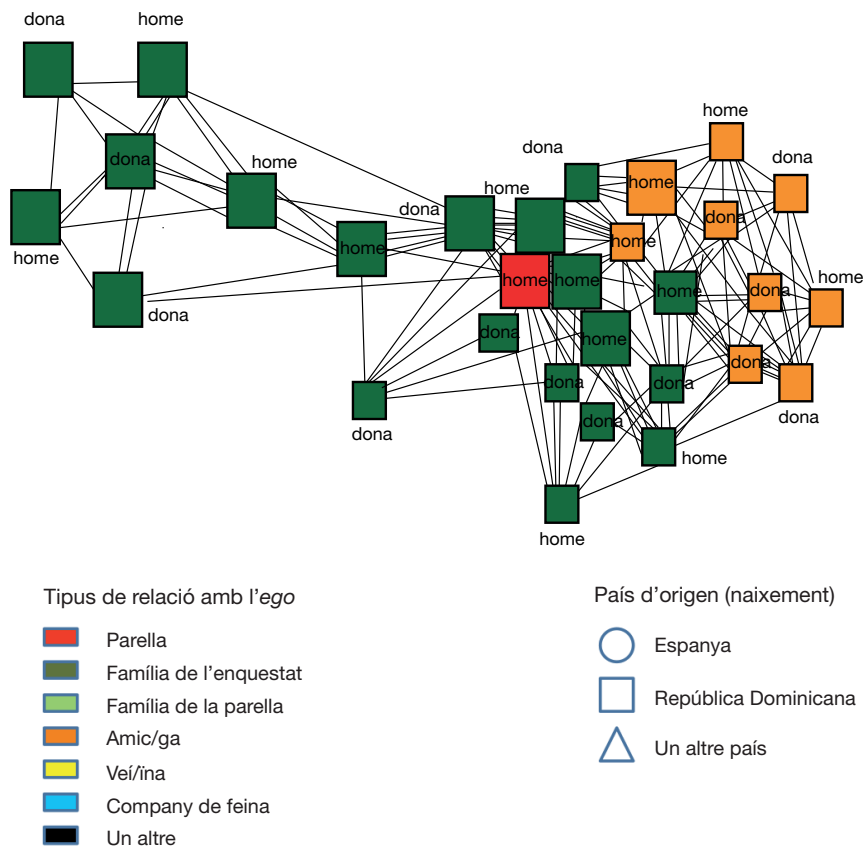 dona
home
home
dona
dona
dona
home
home
home
dona
dona
home
dona
home
home
home
dona
home
home
home
dona
home
dona
home
dona
dona
dona
dona
dona
dona
home
home
Tipus de relació amb l'ego
Parella
Família de l'enquestat
Família de la parella
Amic/ga
Veí/ïna
Company de feina
Un altre
País d'origen (naixement)
Espanya
República Dominicana
Un altre país